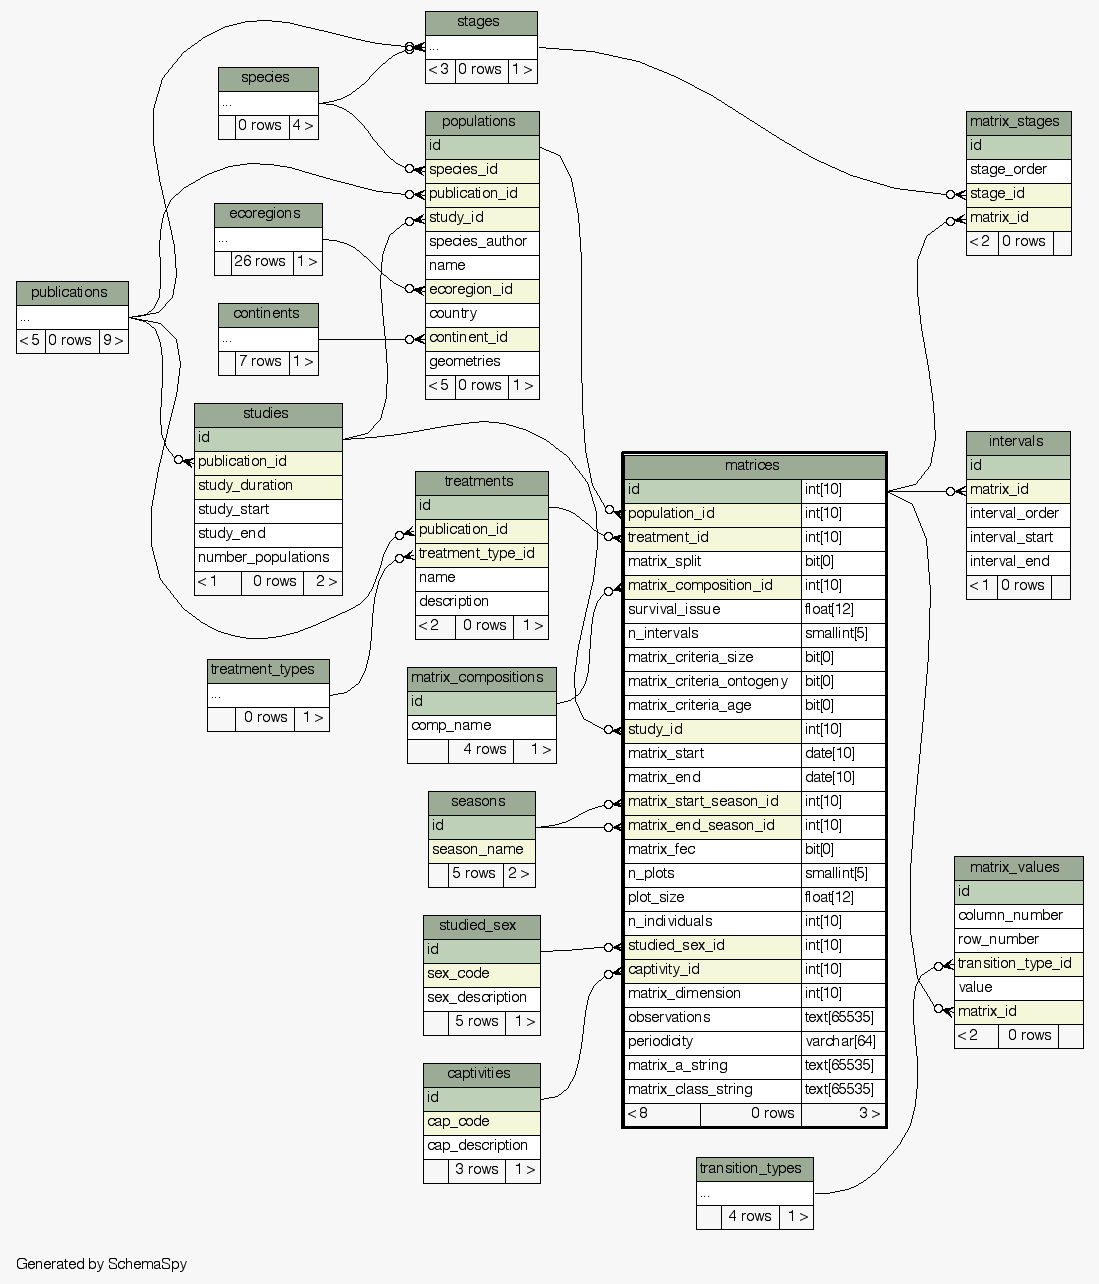 stages
...
< 3 0 rows 1 >
species
...
0 rows 4 >
populations
id
species_id
publication_id
study_id
species_author
name
ecoregion_id
country
continent_id
geometries
< 5 0 rows 1 >
matrix_stages
id
stage_order
stage_id
matrix_id
< 2 0 rows
ecoregions
...
26 rows 1 >
publications
...
< 5 0 rows 9 >
continents
...
7 rows 1 >
studies
id
publication_id
study_duration
study_start
study_end
number_populations
< 1 0 rows 2 >
treatments
id
publication_id
treatment_type_id
name
description
< 2 0 rows 1 >
matrices
id int[10]
population_id int[10]
treatment_id int[10]
matrix_split bit[0]
matrix_composition_id int[10]
survival_issue float[12]
n_intervals smallint[5]
matrix_criteria_size bit[0]
matrix_criteria_ontogeny bit[0]
matrix_criteria_age bit[0]
study_id int[10]
matrix_start date[10]
matrix_end date[10]
matrix_start_season_id int[10]
matrix_end_season_id int[10]
matrix_fec bit[0]
n_plots smallint[5]
plot_size float[12]
n_individuals int[10]
studied_sex_id int[10]
captivity_id int[10]
matrix_dimension int[10]
observations text[65535]
periodicity varchar[64]
matrix_a_string text[65535]
matrix_class_string text[65535]
< 8 0 rows 3 >
intervals
id
matrix_id
interval_order
interval_start
interval_end
< 1 0 rows
treatment_types
...
0 rows 1 >
matrix_compositions
id
comp_name
4 rows 1 >
seasons
id
season_name
5 rows 2 >
studied_sex
id
sex_code
sex_description
5 rows 1 >
captivities
id
cap_code
cap_description
3 rows 1 >
matrix_values
id
column_number
row_number
transition_type_id
value
matrix_id
< 2 0 rows
transition_types
...
4 rows 1 >
Generated by SchemaSpy